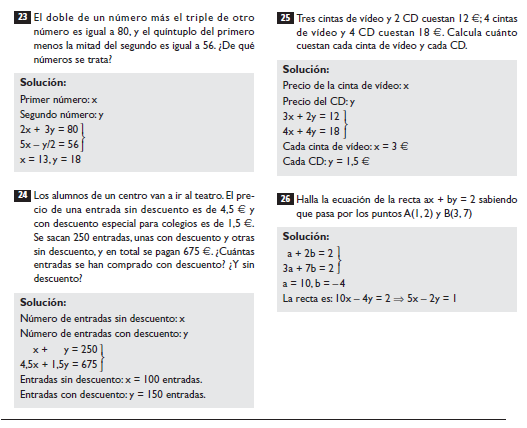 23 El doble de un número más el triple de otro
número es igual a 80, y el quíntuplo del primero
menos la mitad del segundo es igual a 56. ¿De qué
números se trata?
Solución:
Primer número: x
Segundo número: y
2x + 3y = 80
5x – y/2 = 56
x = 13, y = 18
24 Los alumnos de un centro van a ir al teatro. El pre-
cio de una entrada sin descuento es de 4,5 € y
con descuento especial para colegios es de 1,5 €.
Se sacan 250 entradas, unas con descuento y otras
sin descuento, y en total se pagan 675 €. ¿Cuántas
entradas se han comprado con descuento? ¿Y sin
descuento?
Solución:
Número de entradas sin descuento: x
Número de entradas con descuento: y
x + y = 250
4,5x + 1,5y = 675
Entradas sin descuento: x = 100 entradas.
Entradas con descuento: y = 150 entradas.
25 Tres cintas de vídeo y 2 CD cuestan 12 €; 4 cintas
de vídeo y 4 CD cuestan 18 €. Calcula cuánto
cuestan cada cinta de vídeo y cada CD.
Solución:
Precio de la cinta de vídeo: x
Precio del CD: y
3x + 2y = 12
4x + 4y = 18
Cada cinta de vídeo: x = 3 €
Cada CD: y = 1,5 €
26 Halla la ecuación de la recta ax + by = 2 sabiendo
que pasa por los puntos A(1, 2) y B(3, 7)
Solución:
a + 2b = 2
3a + 7b = 2
a = 10, b = – 4
La recta es: 10x – 4y = 2 ⇒ 5x – 2y = 1